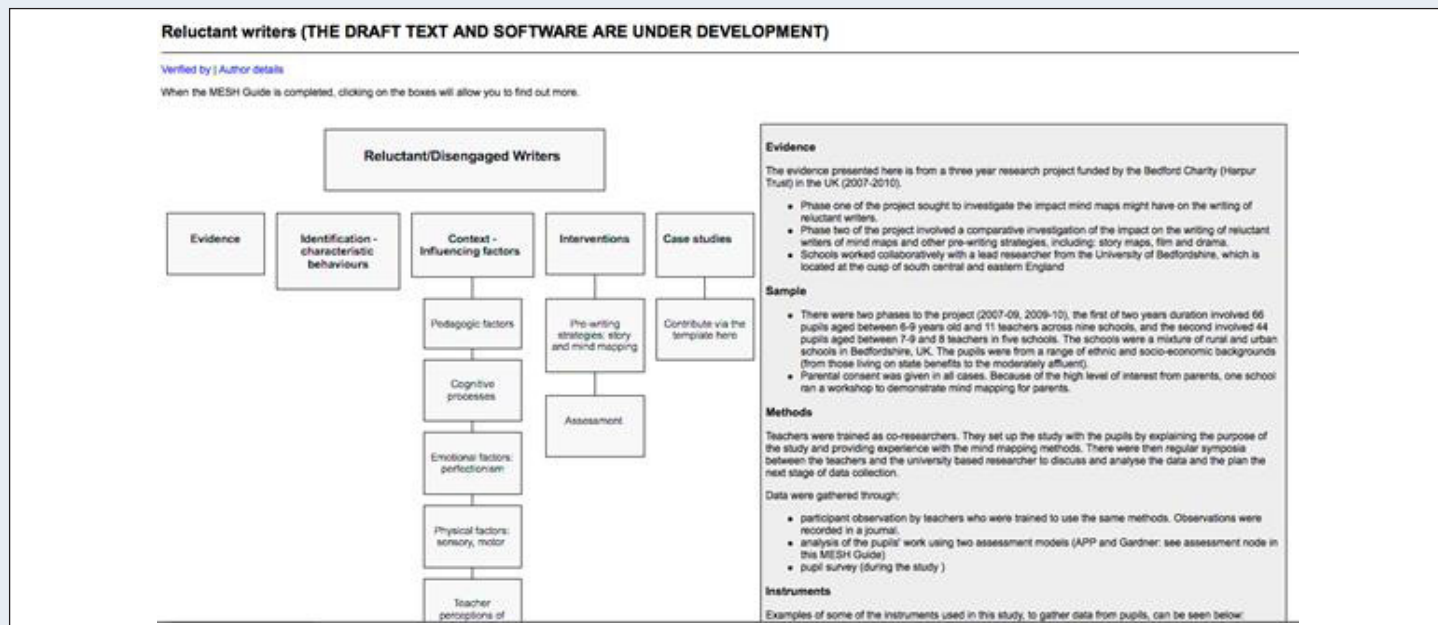 Reluctant writers (THE DRAFT TEXT AND SOFTWARE ARE UNDER DEVELOPMENT)
Verified by | Author details
When the MESH Guide is completed, clicking on the boxes will allow you to find out more.
Reluctant/Disengaged Writers
Evidence
Identification -
characteristic
behaviours
Context -
Influencing factors
Pedagogic factors
Cognitive
processes
Emotional factors:
perfectionism
Physical factors:
sensory, motor
Teacher
perceptions of
Interventions
Pre-writing
strategies: story
and mind mapping
Assessment
Case studies
Contribute via the
template here
Evidence
The evidence presented here is from a three year research project funded by the Bedford Charity (Harpur
Trust) in the UK (2007-2010).
• Phase one of the project sought to investigate the impact mind maps might have on the writing of
reluctant writers.
• Phase two of the project involved a comparative investigation of the impact on the writing of reluctant
writers of mind maps and other pre-writing strategies, including: story maps, film and drama.
• Schools worked collaboratively with a lead researcher from the University of Bedfordshire, which is
located at the cusp of south central and eastern England
Sample
• There were two phases to the project (2007-09, 2009-10), the first of two years duration involved 66
pupils aged between 6-9 years old and 11 teachers across nine schools, and the second involved 44
pupils aged between 7-9 and 8 teachers in five schools. The schools were a mixture of rural and urban
schools in Bedfordshire, UK. The pupils were from a range of ethnic and socio-economic backgrounds
(from those living on state benefits to the moderately affluent).
• Parental consent was given in all cases. Because of the high level of interest from parents, one school
ran a workshop to demonstrate mind mapping for parents.
Methods
Teachers were trained as co-researchers. They set up the study with the pupils by explaining the purpose of
the study and providing experience with the mind mapping methods. There were then regular symposia
between the teachers and the university based researcher to discuss and analyse the data and the plan the
next stage of data collection.
Data were gathered through:
• participant observation by teachers who were trained to use the same methods. Observations were
recorded in a journal.
• analysis of the pupils' work using two assessment models (APP and Gardner: see assessment node in
this MESH Guide)
• pupil survey (during the study )
Instruments
Examples of some of the instruments used in this study, to gather data from pupils, can be seen below: